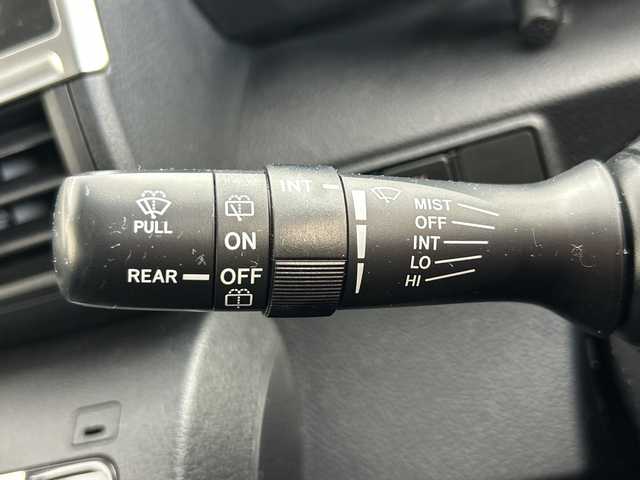 PULL
REAR
ON
OFF
INT
MIST
OFF
INT
LO
HI